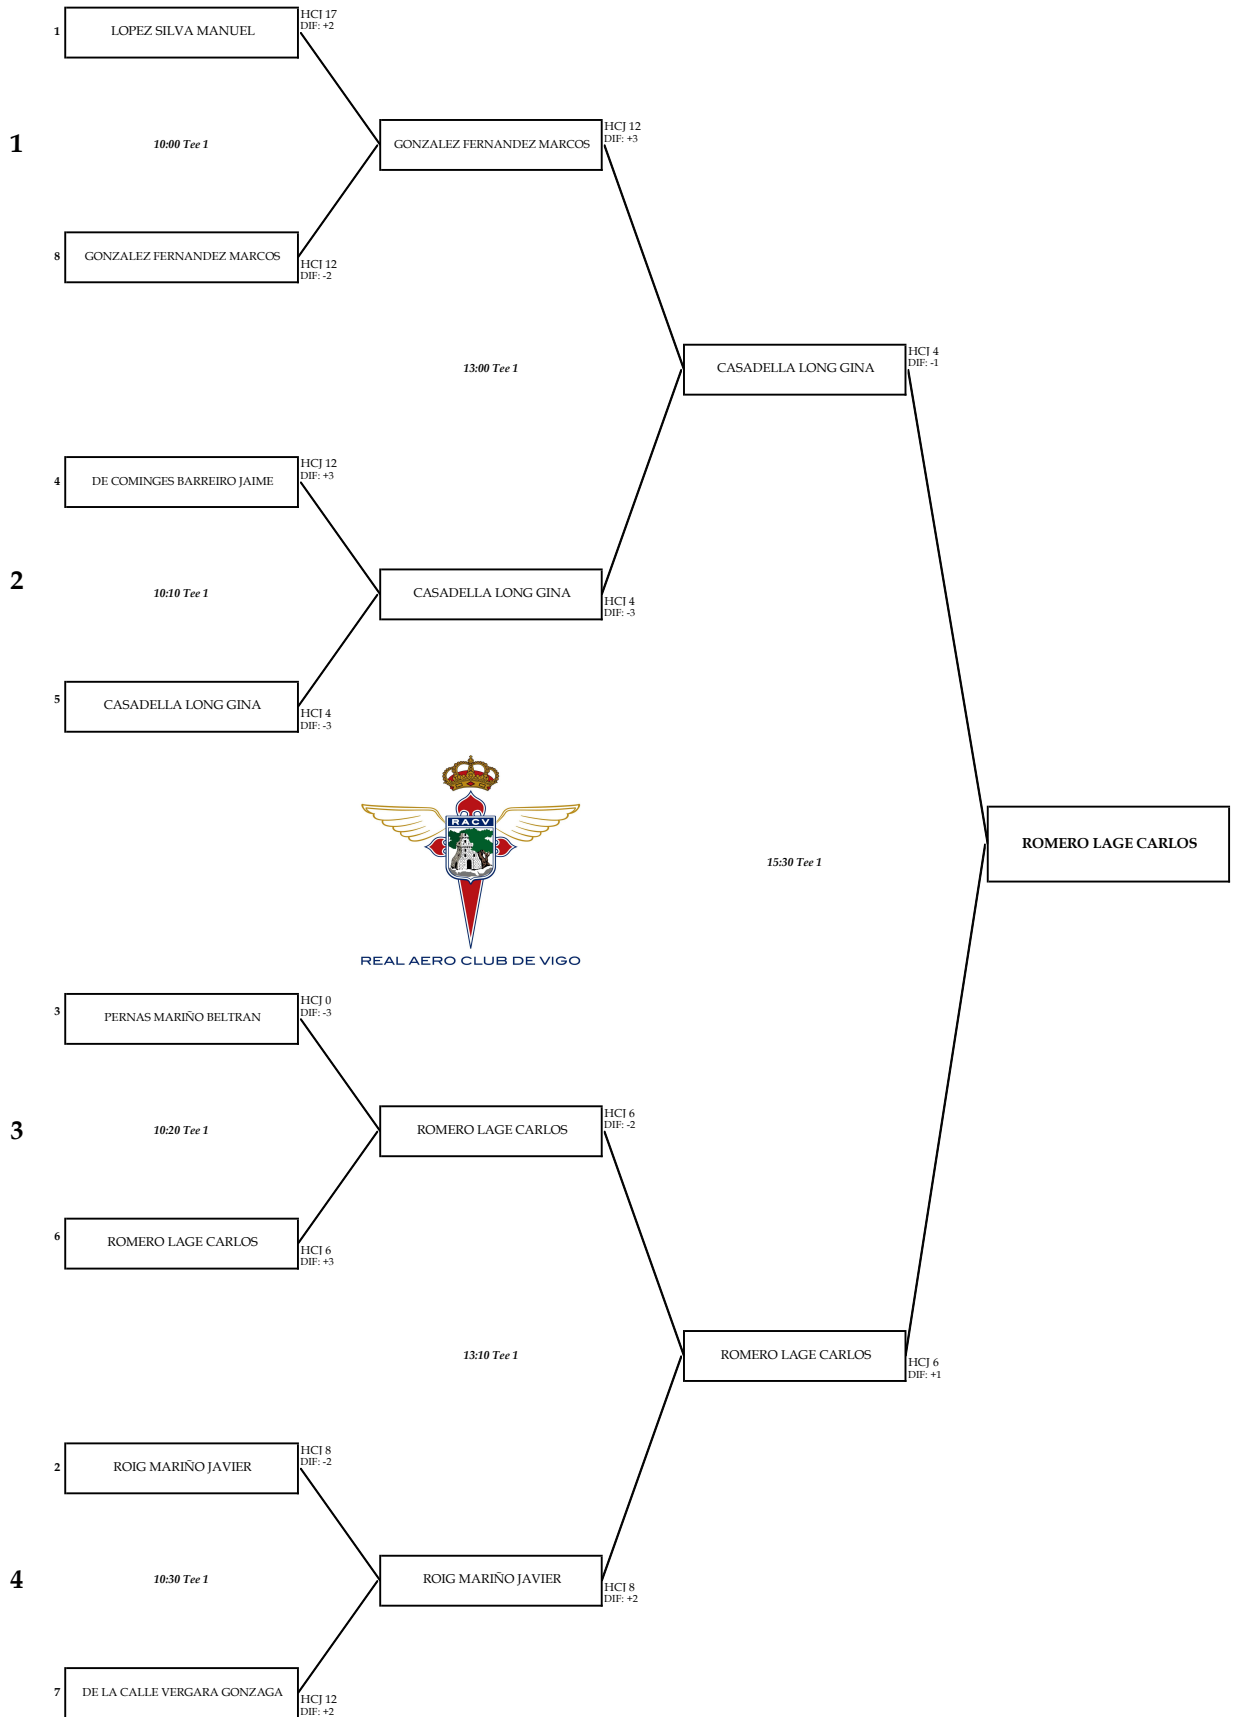 1
LOPEZ SILVA MANUEL
HCJ 17
DIF: +2
1
10:00 Tee 1
GONZALEZ FERNANDEZ MARCOS
HCJ 12
DIF: +3
8
GONZALEZ FERNANDEZ MARCOS
HCJ 12
DIF: -2
13:00 Tee 1
CASADELLA LONG GINA
HCJ 4
DIF: -1
4
DE COMINGES BARREIRO JAIME
HCJ 12
DIF: +3
2
10:10 Tee 1
CASADELLA LONG GINA
HCJ 4
DIF: -3
5
CASADELLA LONG GINA
HCJ 4
DIF: -3
RACV
REAL AERO CLUB DE VIGO
15:30 Tee 1
ROMERO LAGE CARLOS
3
PERNAS MARIÑO BELTRAN
HCJ 0
DIF: -3
3
10:20 Tee 1
ROMERO LAGE CARLOS
HCJ 6
DIF: -2
6
ROMERO LAGE CARLOS
HCJ 6
DIF: +3
13:10 Tee 1
ROMERO LAGE CARLOS
HCJ 6
DIF: +1
2
ROIG MARIÑO JAVIER
HCJ 8
DIF: -2
4
10:30 Tee 1
ROIG MARIÑO JAVIER
HCJ 8
DIF: +2
7
DE LA CALLE VERGARA GONZAGA
HCJ 12
DIF: +2